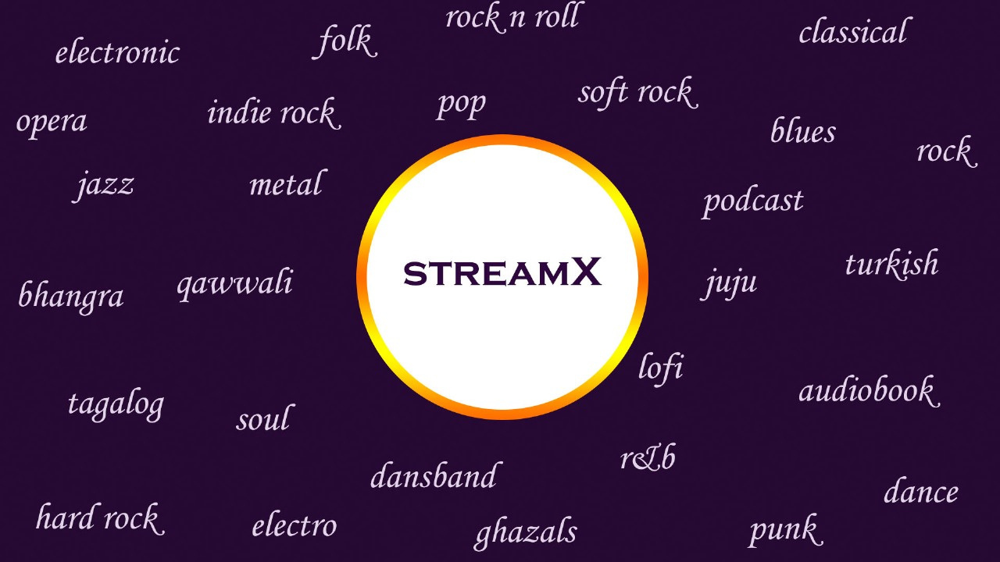 rock n roll
classical
folk
electronic
soft rock
pop
indie rock
opera
blues
rock
jazz
metal
podcast
turkish
STREAMX
juju
qawwali
bhangra
lofi
audiobook
tagalog
soul
r&b
dansband
dance
hard rock
electro
ghazals
punk